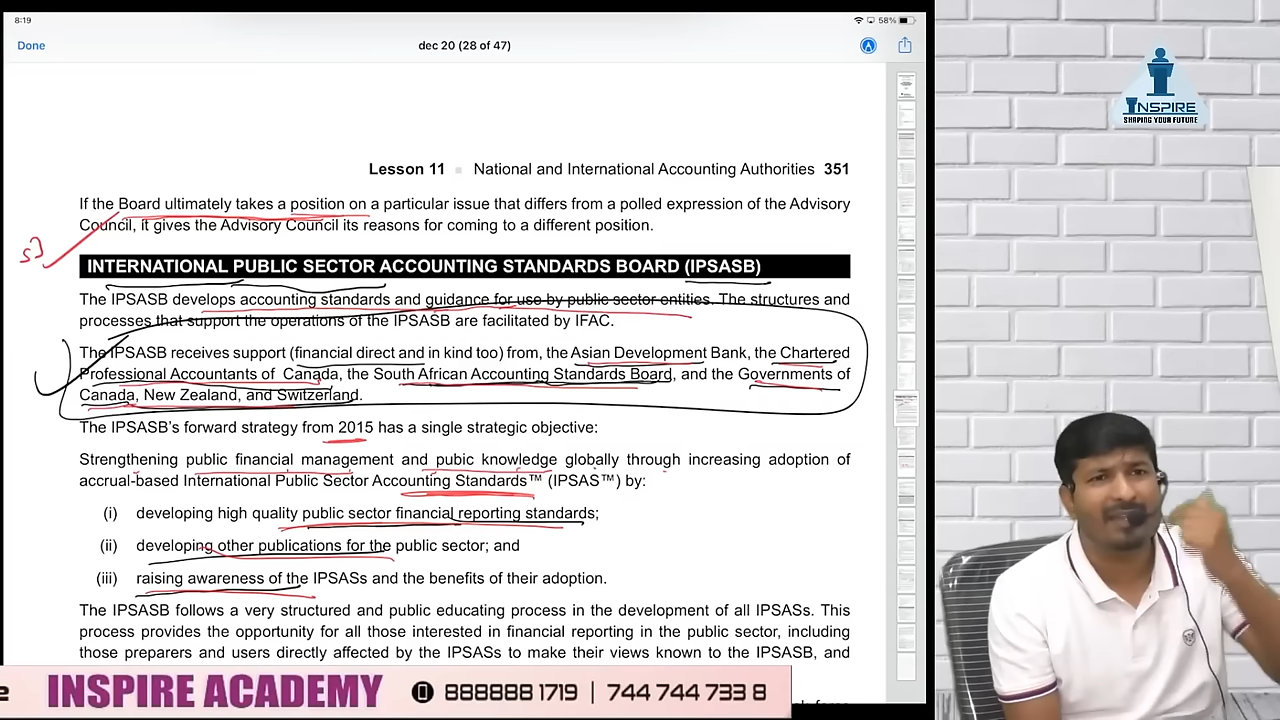 8:19
58%
Done
dec 20 (28 of 47)
INSPIRE
SHAPING YOUR FUTURE
Lesson 11 National and International Accounting Authorities 351
If the Board ultimately takes a position on a particular issue that differs from a polled expression of the Advisory
Council, it gives the Advisory Council its reasons for coming to a different position.
53
INTERNATIONAL PUBLIC SECTOR ACCOUNTING STANDARDS BOARD (IPSASB)
The IPSASB develops accounting standards and guidance for use by public sector entities. The structures and
processes that support the operations of the IPSASB are facilitated by IFAC.
The IPSASB receives support (financial direct and in kind too) from, the Asian Development Bank, the Chartered
Professional Accountants of Canada, the South African Accounting Standards Board, and the Governments of
Canada, New Zealand, and Switzerland.
The IPSASB's forward strategy from 2015 has a single strategic objective:
Strengthening public financial management and pubic knowledge globally through increasing adoption of
accrual-based International Public Sector Accounting Standards™ (IPSAS™) by:
(i) developing high quality public sector financial reporting standards;
(ii) developing other publications for the public sector; and
(iii) raising awareness of the IPSASs and the benefits of their adoption.
The IPSASB follows a very structured and public educating process in the development of all IPSASs. This
process provides the opportunity for all those interested in financial reporting in the public sector, including
those preparers and users directly affected by the IPSASs to make their views known to the IPSASB, and
INSPIRE ACADEMY 888888 1719 | 744 744 733 8